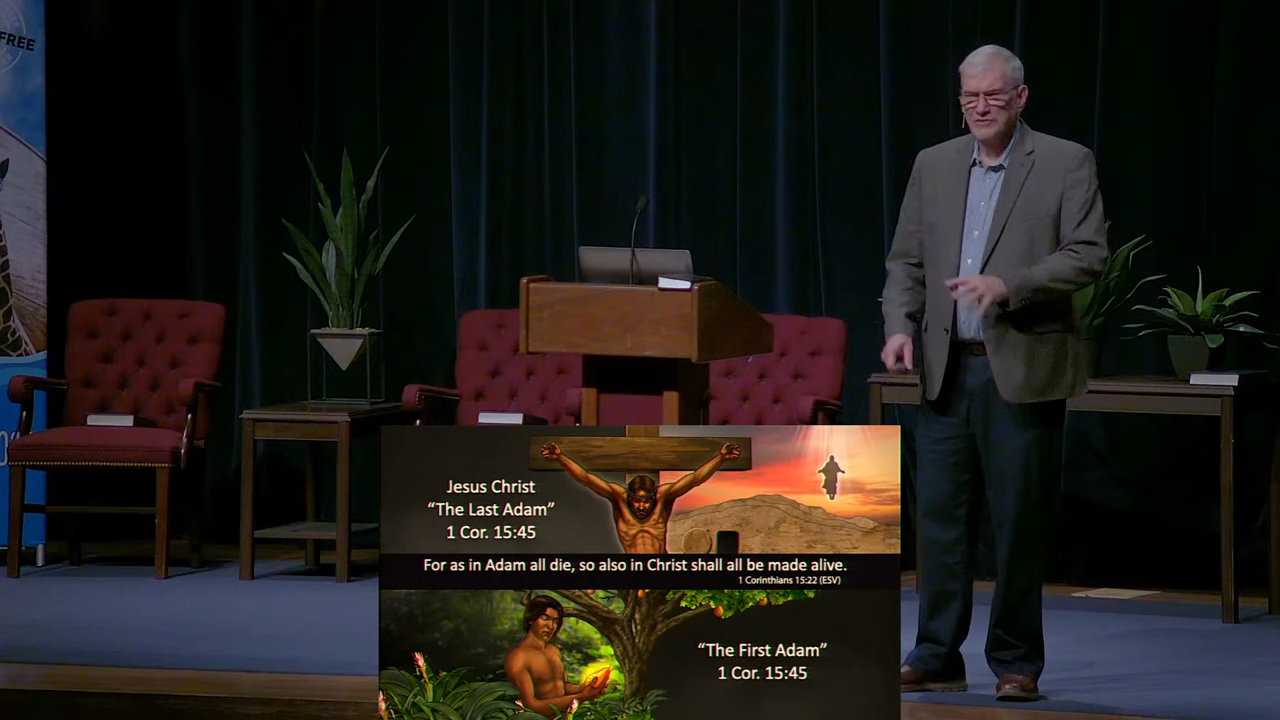 FREE
Jesus Christ
“The Last Adam”
1 Cor. 15:45
For as in Adam all die, so also in Christ shall all be made alive.
1 Corinthians 15:22 (ESV)
“The First Adam”
1 Cor. 15:45